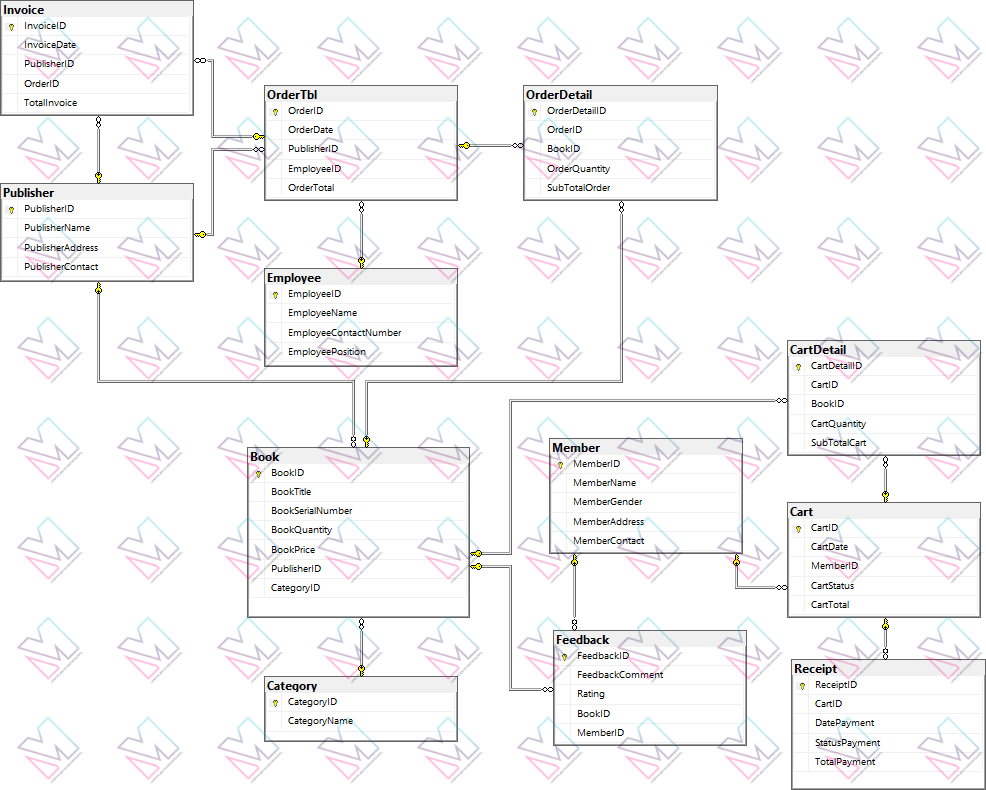 Invoice
InvoiceID
InvoiceDate
PublisherID
OrderID
TotalInvoice
OrderTbl
OrderID
OrderDate
PublisherID
EmployeeID
OrderTotal
OrderDetail
OrderDetailID
OrderID
BookID
OrderQuantity
SubTotalOrder
Publisher
PublisherID
PublisherName
PublisherAddress
PublisherContact
Employee
EmployeeID
EmployeeName
EmployeeContactNumber
EmployeePosition
CartDetail
CartDetailID
CartID
BookID
CartQuantity
SubTotalCart
Book
BookID
BookTitle
BookSerialNumber
BookQuantity
BookPrice
PublisherID
CategoryID
Member
MemberID
MemberName
MemberGender
MemberAddress
MemberContact
Cart
CartID
CartDate
MemberID
CartStatus
CartTotal
Feedback
FeedbackID
FeedbackComment
Rating
BookID
MemberID
Category
CategoryID
CategoryName
Receipt
ReceiptID
CartID
DatePayment
StatusPayment
TotalPayment